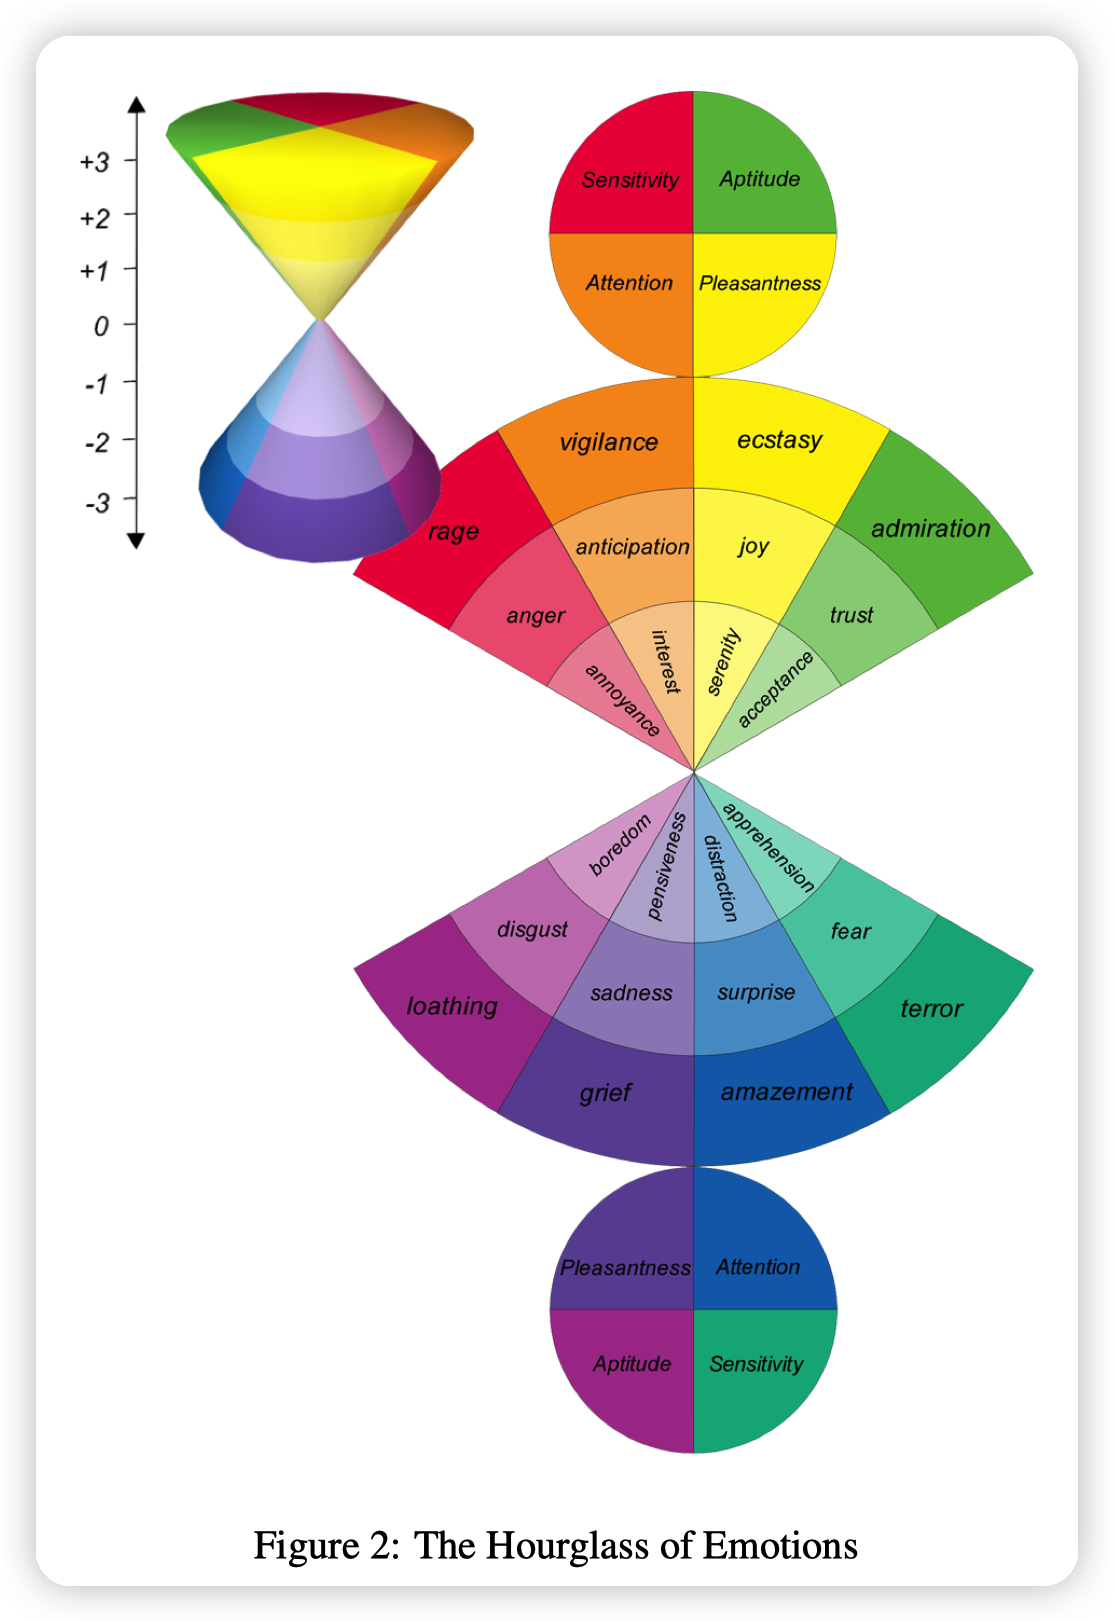 +3
+2
+1
0
-1
-2
-3
Sensitivity
Aptitude
Attention
Pleasantness
vigilance
ecstasy
rage
admiration
anticipation
joy
anger
trust
annoyance
interest
serenity
acceptance
boredom
pensiveness
distraction
apprehension
disgust
sadness
surprise
fear
loathing
grief
amazement
terror
Pleasantness
Attention
Aptitude
Sensitivity
Figure 2: The Hourglass of Emotions